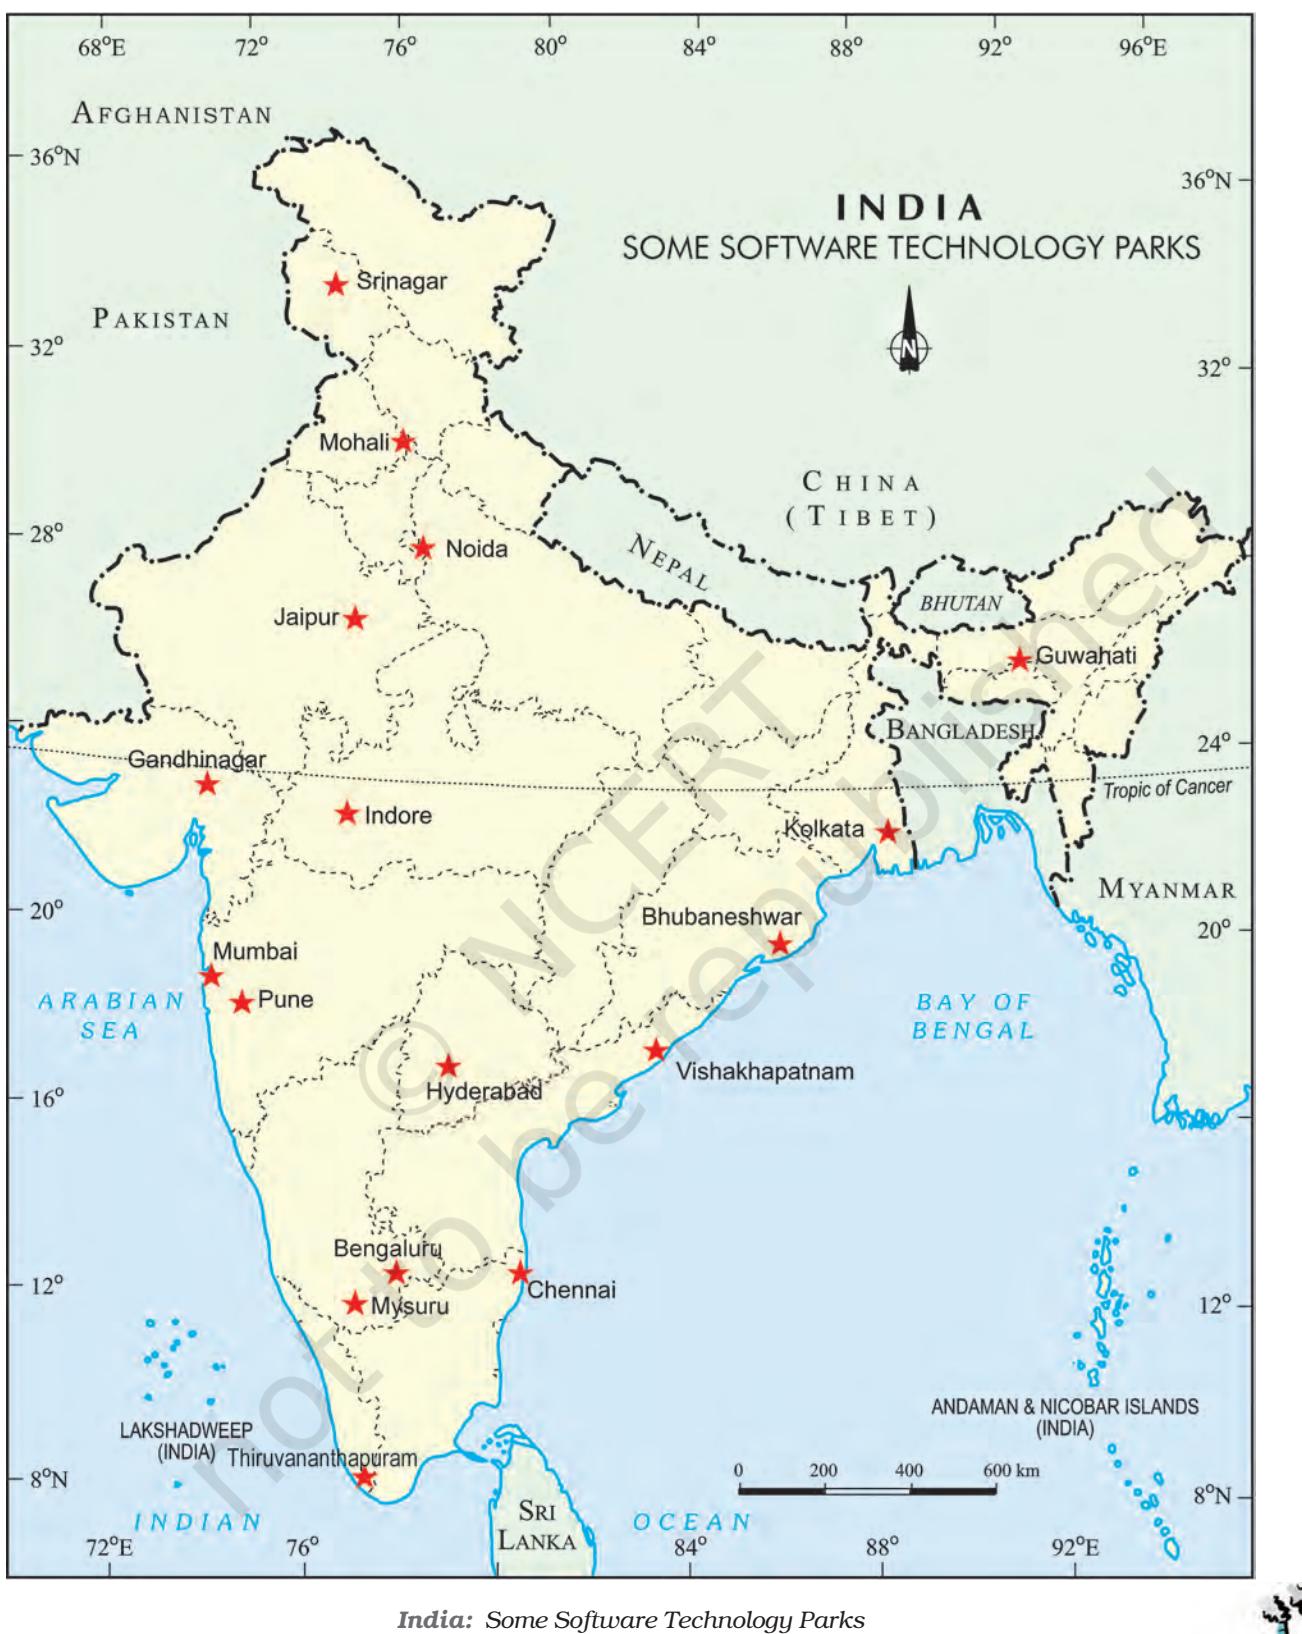 68°E 72° 76° 80° 84° 88° 92° 96°E
AFGHANISTAN
36°N
36°N
INDIA
SOME SOFTWARE TECHNOLOGY PARKS
Srinagar
PAKISTAN
N
32°
32°
Mohali
CHINA
(TIBET)
28°
Noida
NEPAL
BHUTAN
Jaipur
Guwahati
BANGLADESH
24°
Gandhinagar
Tropic of Cancer
Indore
Kolkata
MYANMAR
20°
Bhubaneshwar
20°
Mumbai
Pune
ARABIAN
SEA
BAY OF
BENGAL
Vishakhapatnam
Hyderabad
16°
Bengaluru
Chennai
12°
Mysuru
12°
ANDAMAN & NICOBAR ISLANDS
(INDIA)
LAKSHADWEEP
(INDIA)
Thiruvananthapuram
8°N
0 200 400 600 km
8°N
SRI
LANKA
INDIAN OCEAN
72°E 76° 84° 88° 92°E
© NCERT
not to be republished
India: Some Software Technology Parks